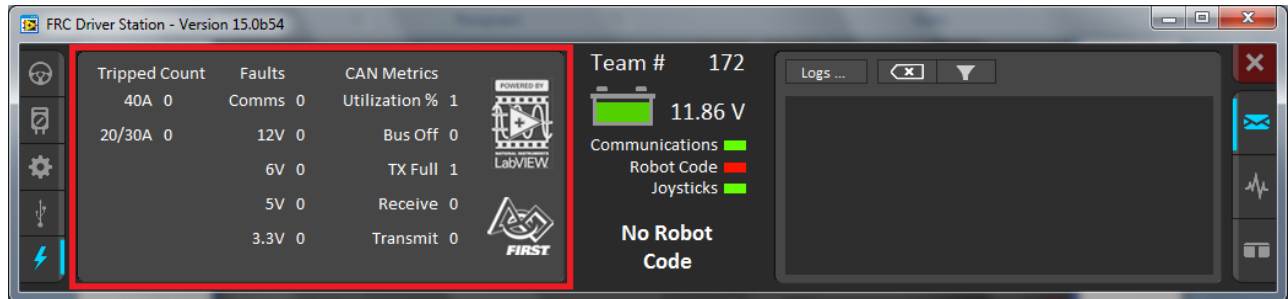 FRC Driver Station - Version 15.0b54
Tripped Count Faults CAN Metrics
40A 0 Comms 0 Utilization % 1
20/30A 0 12V 0 Bus Off 0
6V 0 TX Full 1
5V 0 Receive 0
3.3V 0 Transmit 0
POWERED BY
NATIONAL INSTRUMENTS
LabVIEW
FIRST
Team # 172
11.86 V
Communications
Robot Code
Joysticks
No Robot
Code
Logs ...